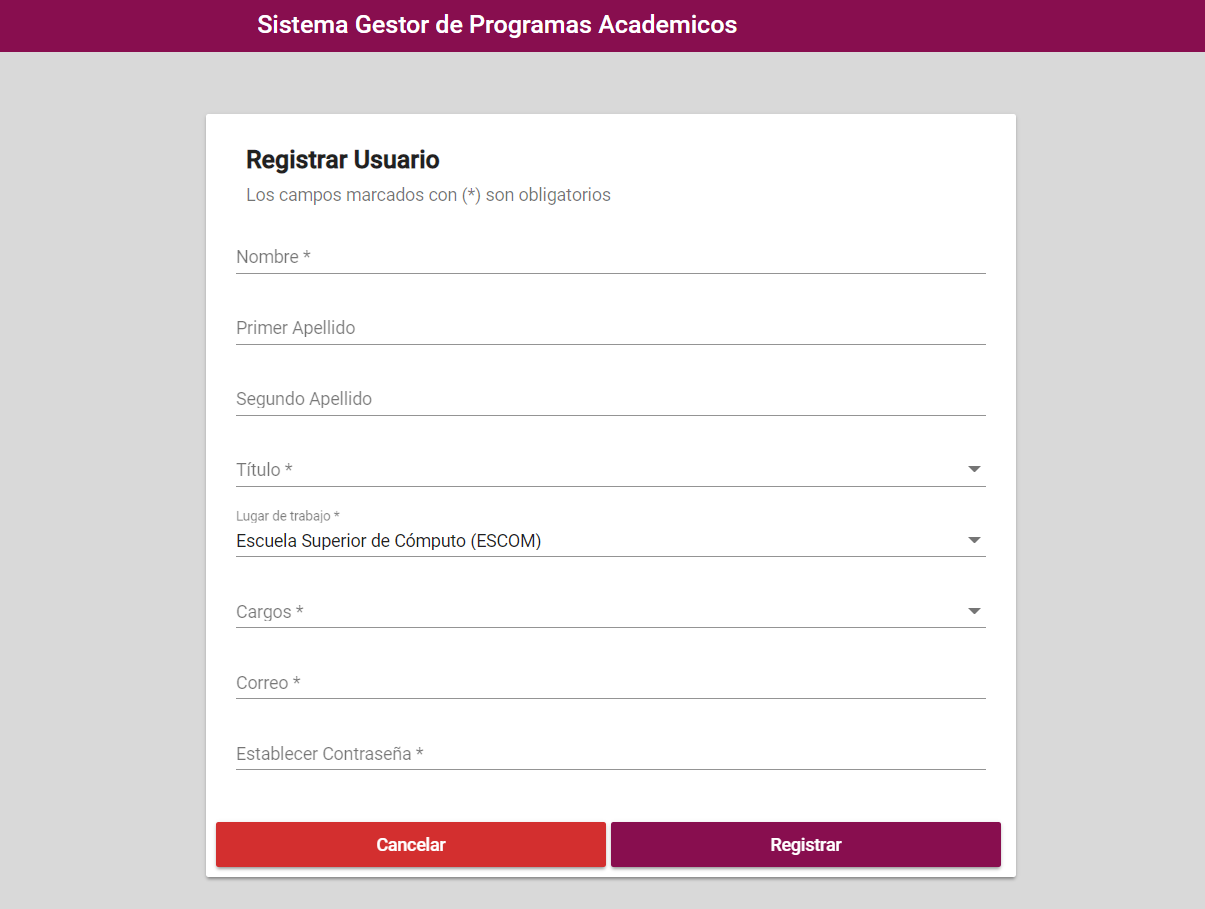 Sistema Gestor de Programas Academicos
Registrar Usuario
Los campos marcados con (*) son obligatorios
Nombre *
Primer Apellido
Segundo Apellido
Título *
Lugar de trabajo *
Escuela Superior de Cómputo (ESCOM)
Cargos *
Correo *
Establecer Contraseña *
Cancelar
Registrar